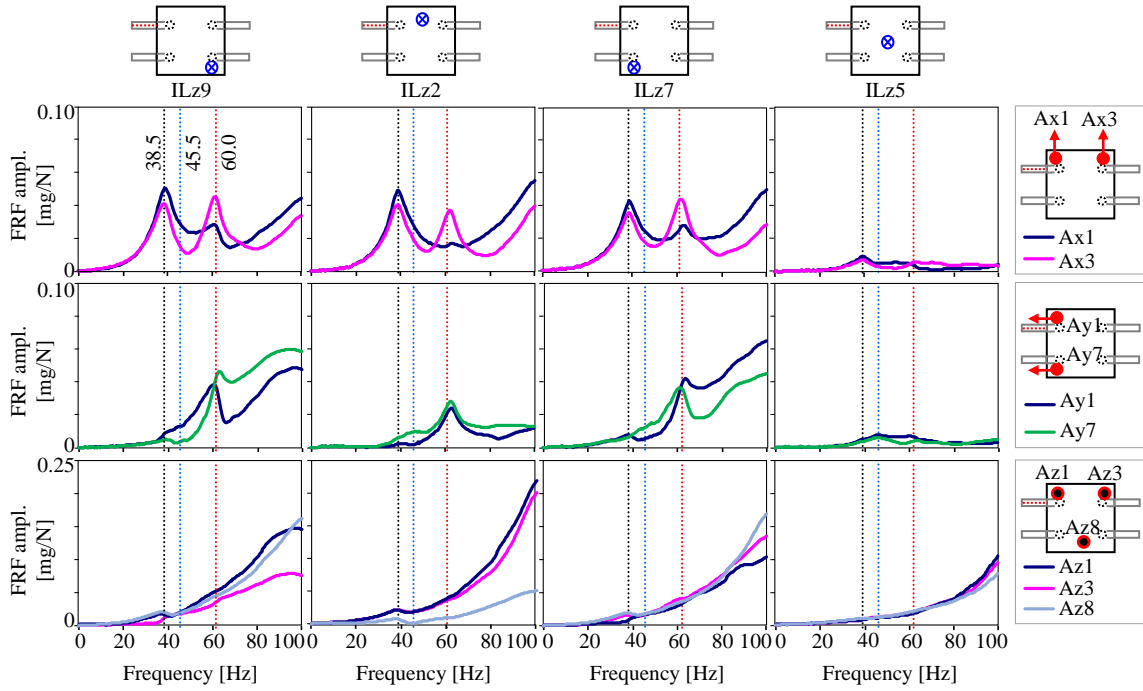 ILz9 ILz2 ILz7 ILz5
0.10
FRF ampl.
[mg/N]
0
38.5
45.5
60.0
Ax1 Ax3
Ax1
Ax3
0.10
FRF ampl.
[mg/N]
0
Ay1
Ay7
Ay1
Ay7
0.25
FRF ampl.
[mg/N]
0
Az1 Az3
Az8
Az1
Az3
Az8
0 20 40 60 80 100 0 20 40 60 80 100 0 20 40 60 80 100 0 20 40 60 80 100
Frequency [Hz] Frequency [Hz] Frequency [Hz] Frequency [Hz]